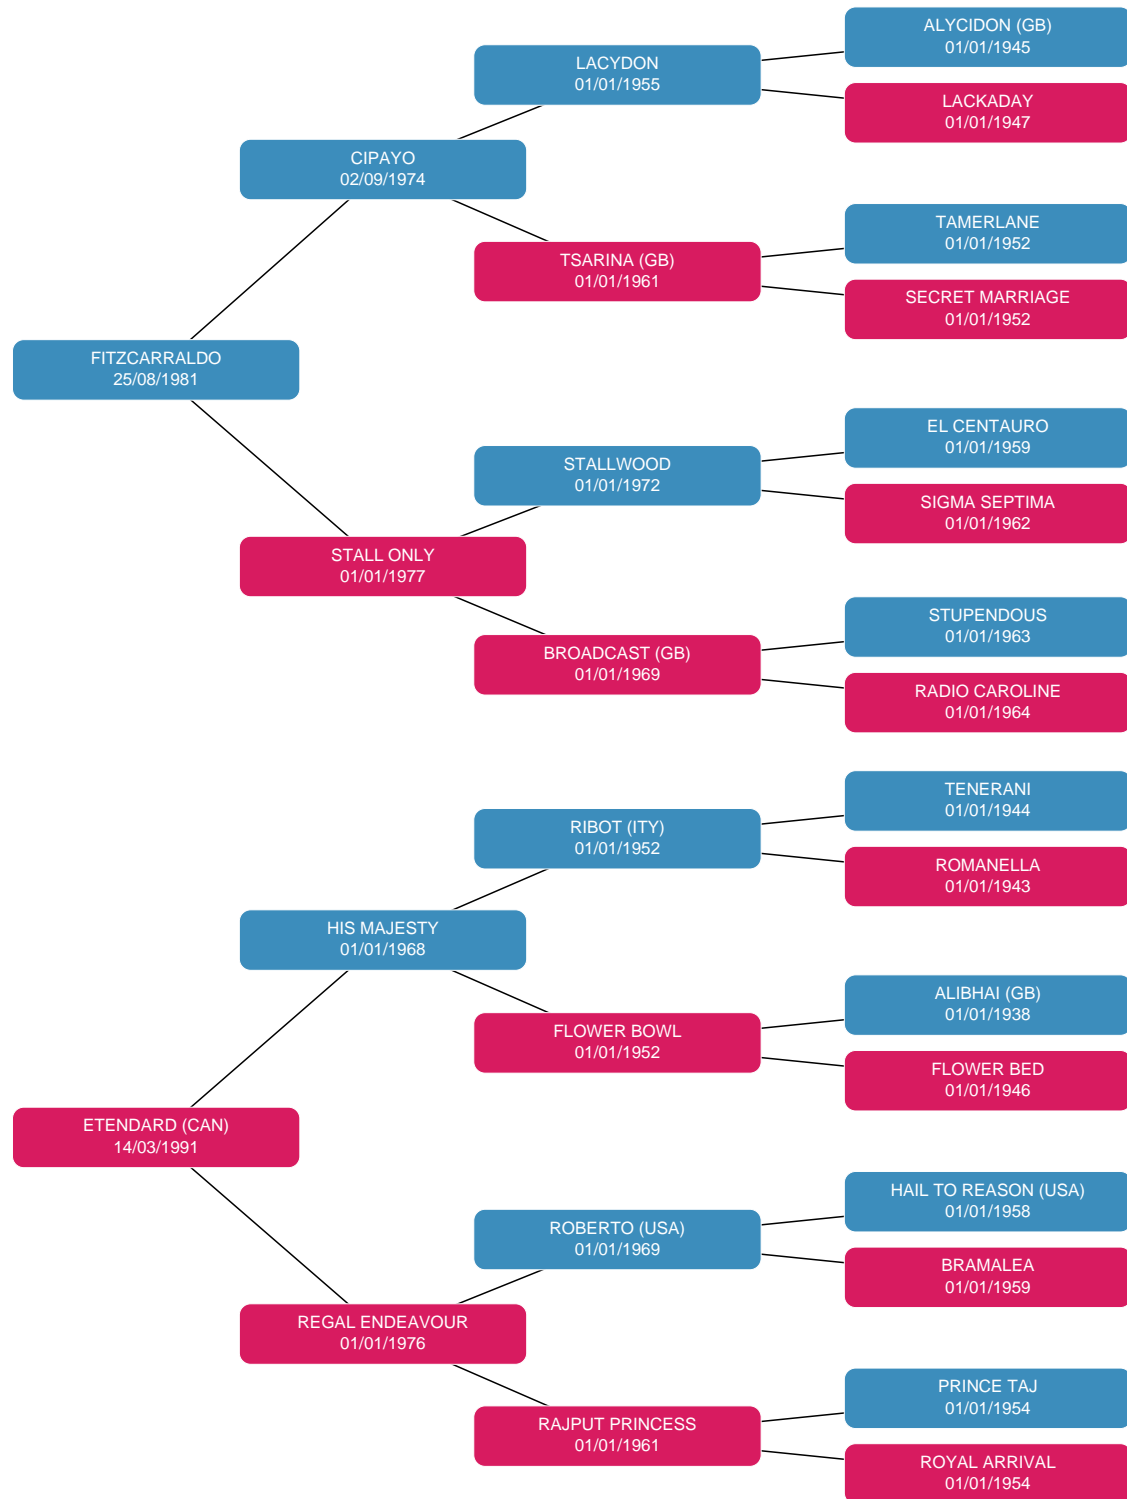 ALYCIDON (GB)
01/01/1945
LACYDON
01/01/1955
LACKADAY
01/01/1947
CIPAYO
02/09/1974
TAMERLANE
01/01/1952
TSARINA (GB)
01/01/1961
SECRET MARRIAGE
01/01/1952
FITZCARRALDO
25/08/1981
EL CENTAURO
01/01/1959
STALLWOOD
01/01/1972
SIGMA SEPTIMA
01/01/1962
STALL ONLY
01/01/1977
STUPENDOUS
01/01/1963
BROADCAST (GB)
01/01/1969
RADIO CAROLINE
01/01/1964
TENERANI
01/01/1944
RIBOT (ITY)
01/01/1952
ROMANELLA
01/01/1943
HIS MAJESTY
01/01/1968
ALIBHAI (GB)
01/01/1938
FLOWER BOWL
01/01/1952
FLOWER BED
01/01/1946
ETENDARD (CAN)
14/03/1991
HAIL TO REASON (USA)
01/01/1958
ROBERTO (USA)
01/01/1969
BRAMALEA
01/01/1959
REGAL ENDEAVOUR
01/01/1976
PRINCE TAJ
01/01/1954
RAJPUT PRINCESS
01/01/1961
ROYAL ARRIVAL
01/01/1954